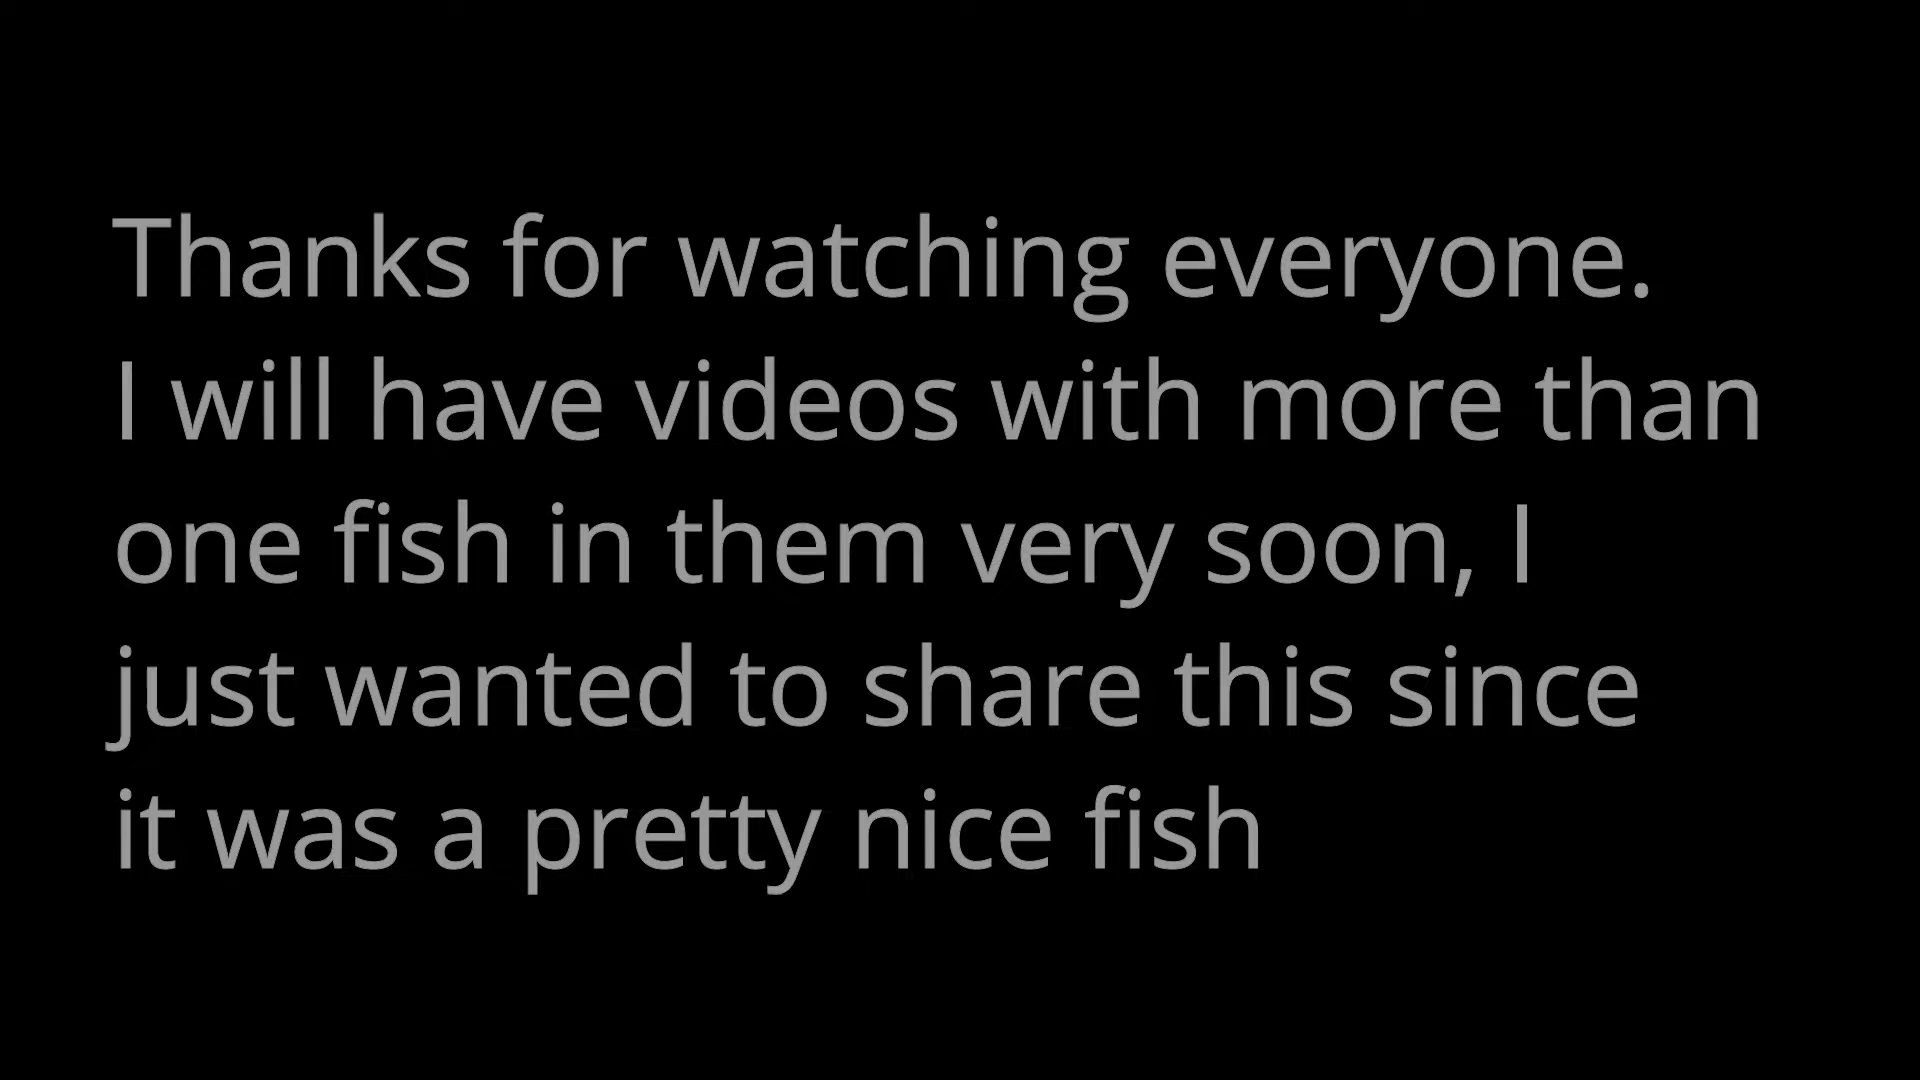 Thanks for watching everyone.
I will have videos with more than
one fish in them very soon, I
just wanted to share this since
it was a pretty nice fish